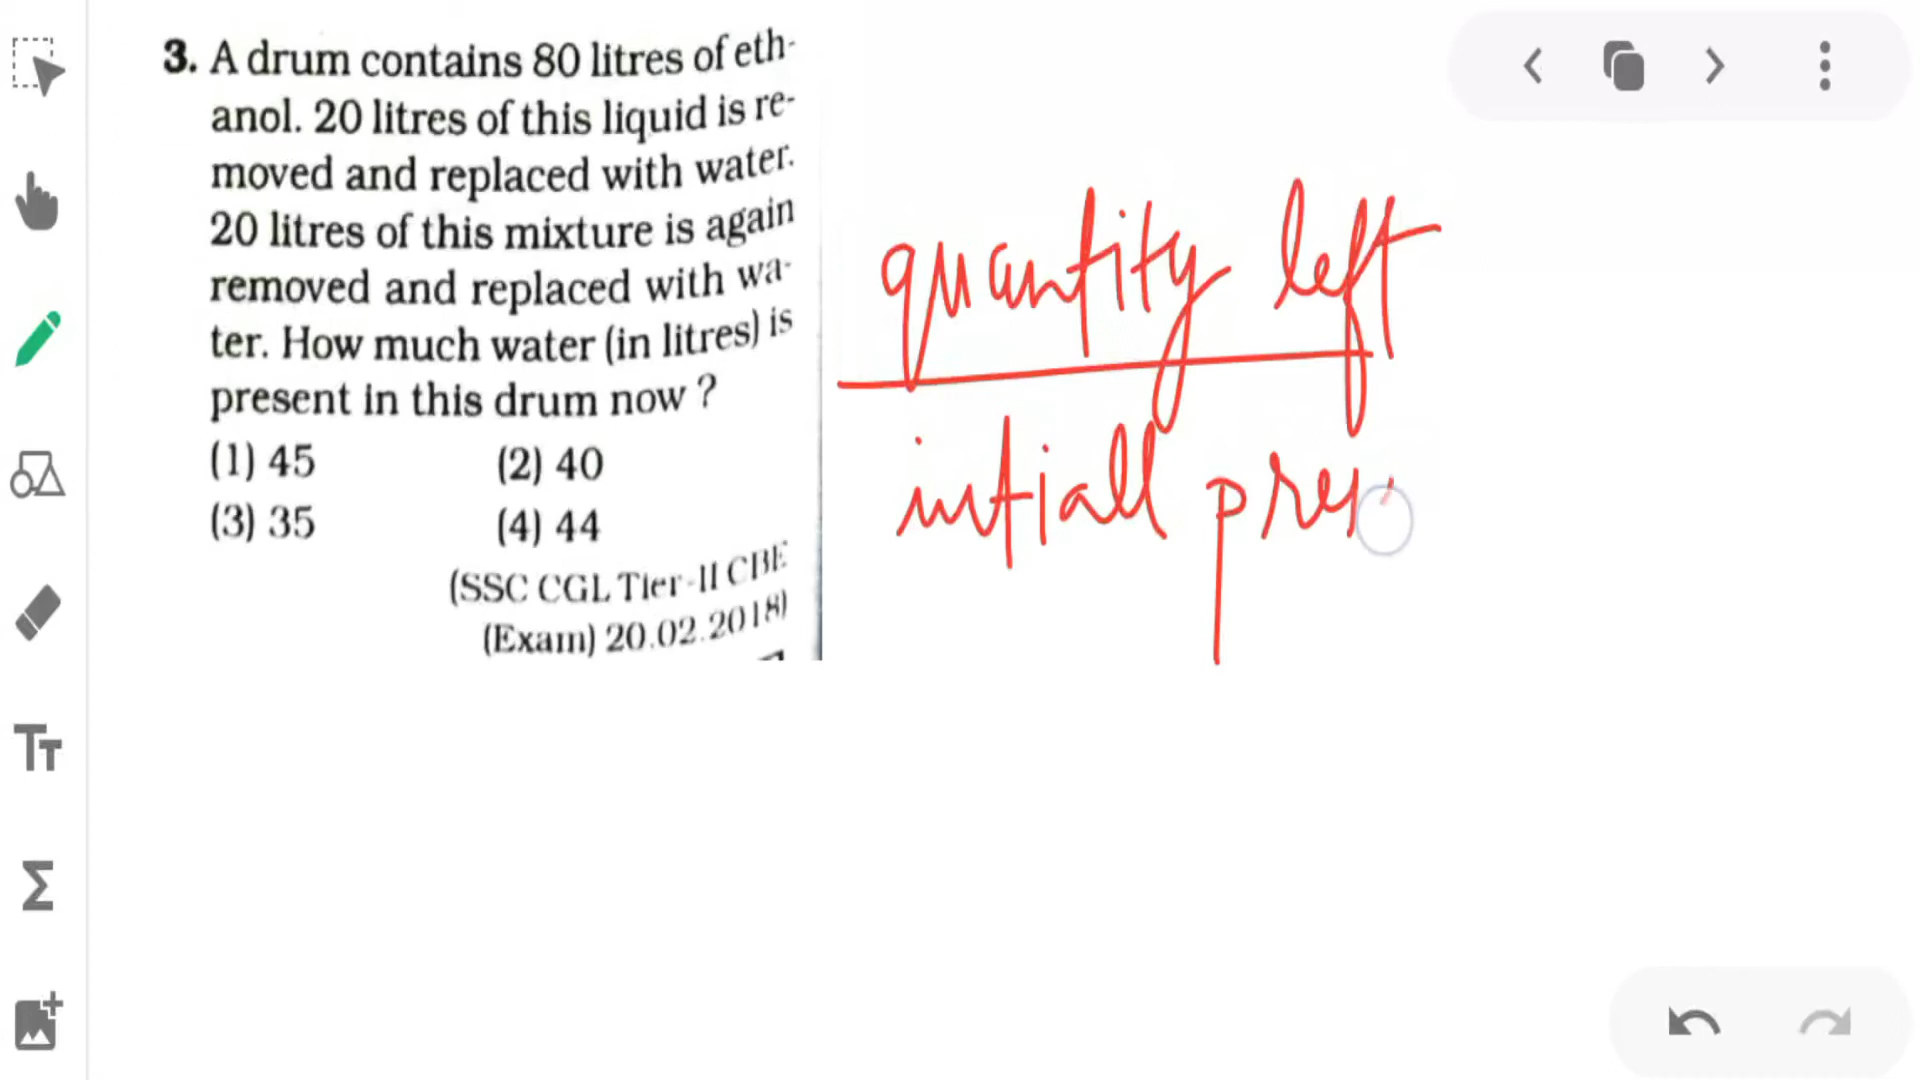 3. A drum contains 80 litres of eth-
anol. 20 litres of this liquid is re-
moved and replaced with water.
20 litres of this mixture is again
removed and replaced with wa-
ter. How much water (in litres) is
present in this drum now ?
(1) 45 (2) 40
(3) 35 (4) 44
(SSC CGL Tier-II CBE
(Exam) 20.02.2018)
quantity left
intiall pres
Tт
Σ